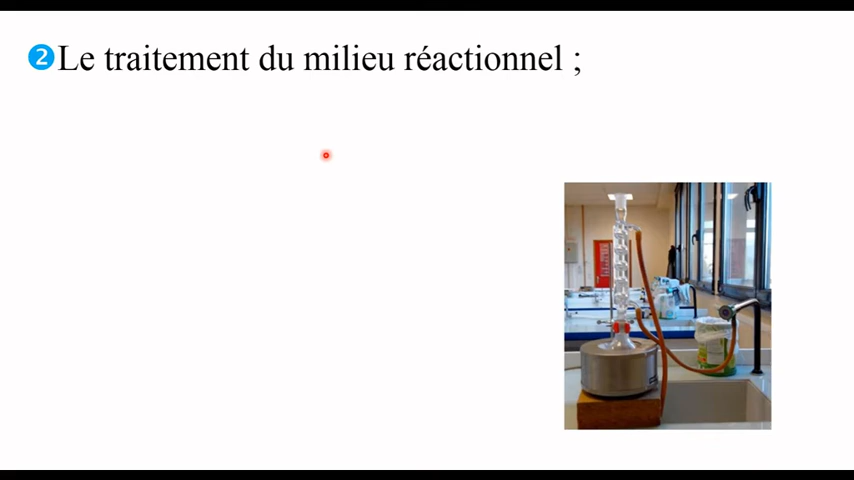 ❷Le traitement du milieu réactionnel ;